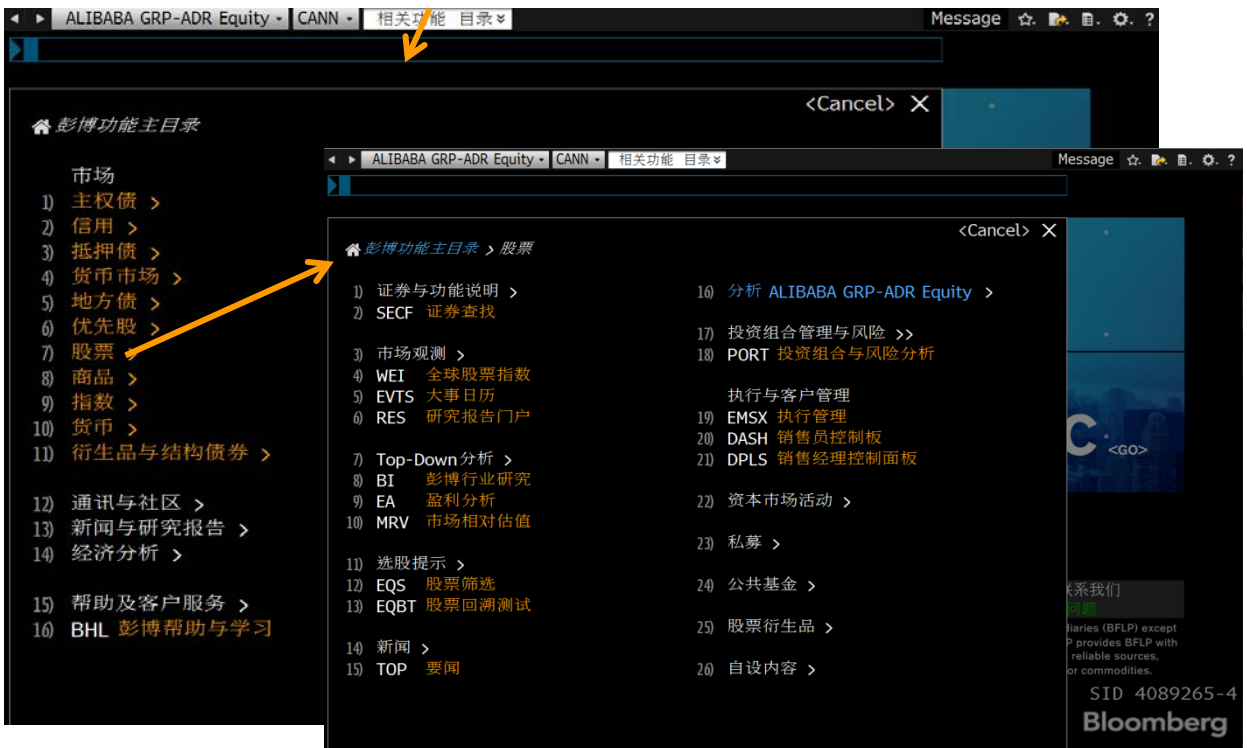 ALIBABA GRP-ADR Equity CANN 相关功能 目录 Message ?
<Cancel> X
彭博功能主目录
市场
1) 主权债 >
2) 信用 >
3) 抵押债 >
4) 货币市场 >
5) 地方债 >
6) 优先股 >
7) 股票 >
8) 商品 >
9) 指数 >
10) 货币 >
11) 衍生品与结构债券 >
12) 通讯与社区 >
13) 新闻与研究报告 >
14) 经济分析 >
15) 帮助及客户服务 >
16) BHL 彭博帮助与学习
ALIBABA GRP-ADR Equity CANN 相关功能 目录 Message ?
<Cancel> X
彭博功能主目录 > 股票
1) 证券与功能说明 >
2) SECF 证券查找
3) 市场观测 >
4) WEI 全球股票指数
5) EVTS 大事日历
6) RES 研究报告门户
7) Top-Down分析 >
8) BI 彭博行业研究
9) EA 盈利分析
10) MRV 市场相对估值
11) 选股提示 >
12) EQS 股票筛选
13) EQBT 股票回溯测试
14) 新闻 >
15) TOP 要闻
16) 分析 ALIBABA GRP-ADR Equity >
17) 投资组合管理与风险 >>
18) PORT 投资组合与风险分析
执行与客户管理
19) EMSX 执行管理
20) DASH 销售员控制板
21) DPLS 销售经理控制面板
22) 资本市场活动 >
23) 私募 >
24) 公共基金 >
25) 股票衍生品 >
26) 自设内容 >
C <GO>
系我们
问题
diaries (BFLP) except
P provides BFLP with
reliable sources,
or commodities.
SID 4089265-4
Bloomberg